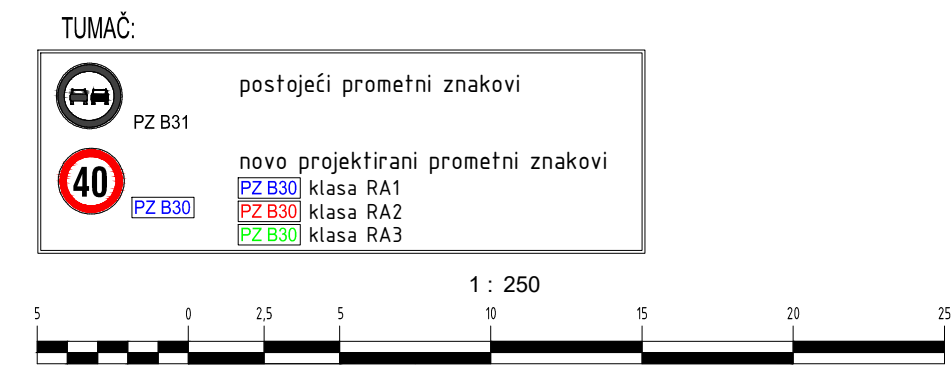 TUMAČ:
postojeći prometni znakovi
PZ B31
40
PZ B30
novo projektirani prometni znakovi
PZ B30 klasa RA1
PZ B30 klasa RA2
PZ B30 klasa RA3
1 : 250
5 0 2,5 5 10 15 20 25